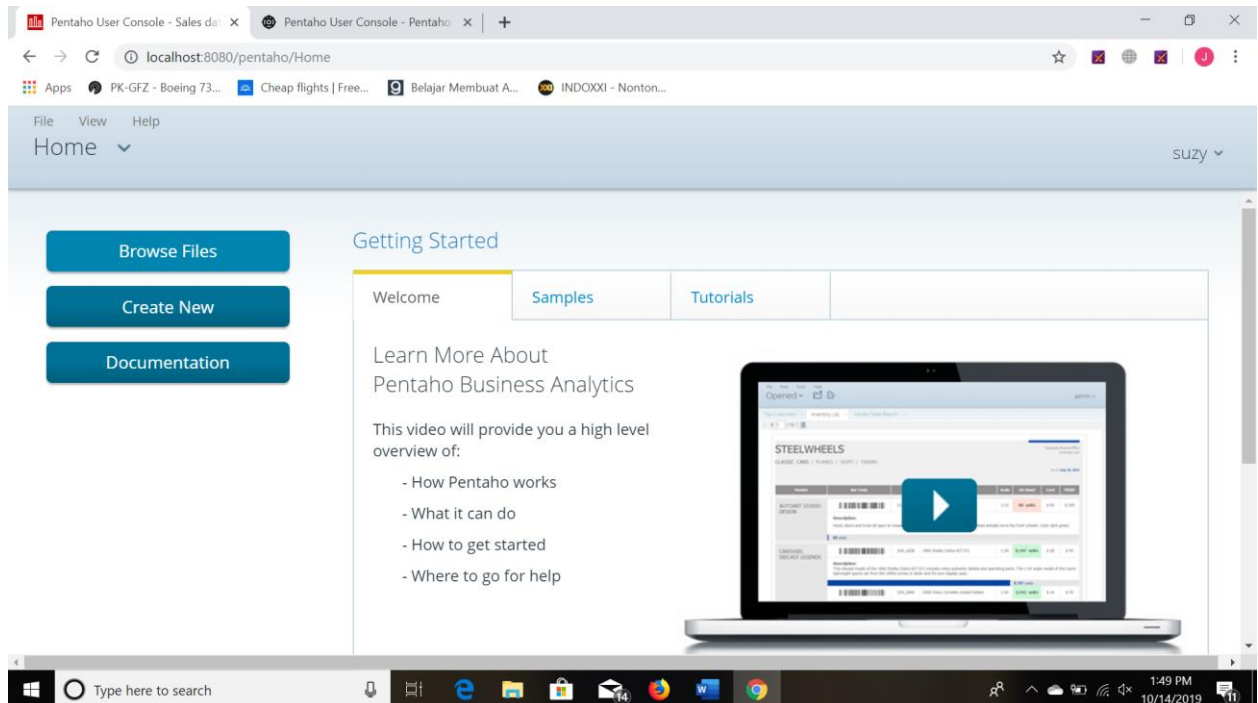 Pentaho User Console - Sales dat
Pentaho User Console - Pentaho
localhost:8080/pentaho/Home
J
Apps
PK-GFZ - Boeing 73...
Cheap flights | Free...
Belajar Membuat A...
INDOXXI - Nonton...
File View Help
Home
suzy
Browse Files
Create New
Documentation
Getting Started
Welcome
Samples
Tutorials
Learn More About
Pentaho Business Analytics
This video will provide you a high level
overview of:
- How Pentaho works
- What it can do
- How to get started
- Where to go for help
Opened
STEELWHEELS
Type here to search
14
1:49 PM
10/14/2019
11